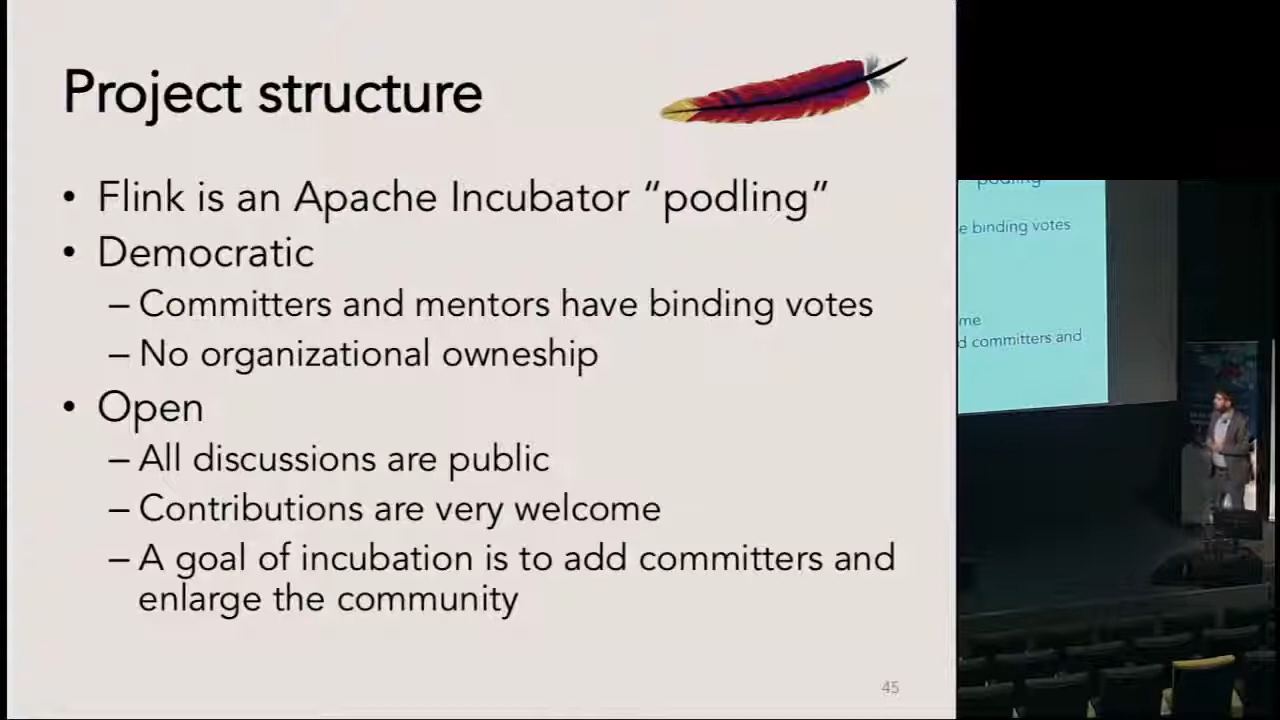 Project structure
• Flink is an Apache Incubator “podling”
• Democratic
– Committers and mentors have binding votes
– No organizational owneship
• Open
– All discussions are public
– Contributions are very welcome
– A goal of incubation is to add committers and
enlarge the community
45
podling"
e binding votes
me
d committers and